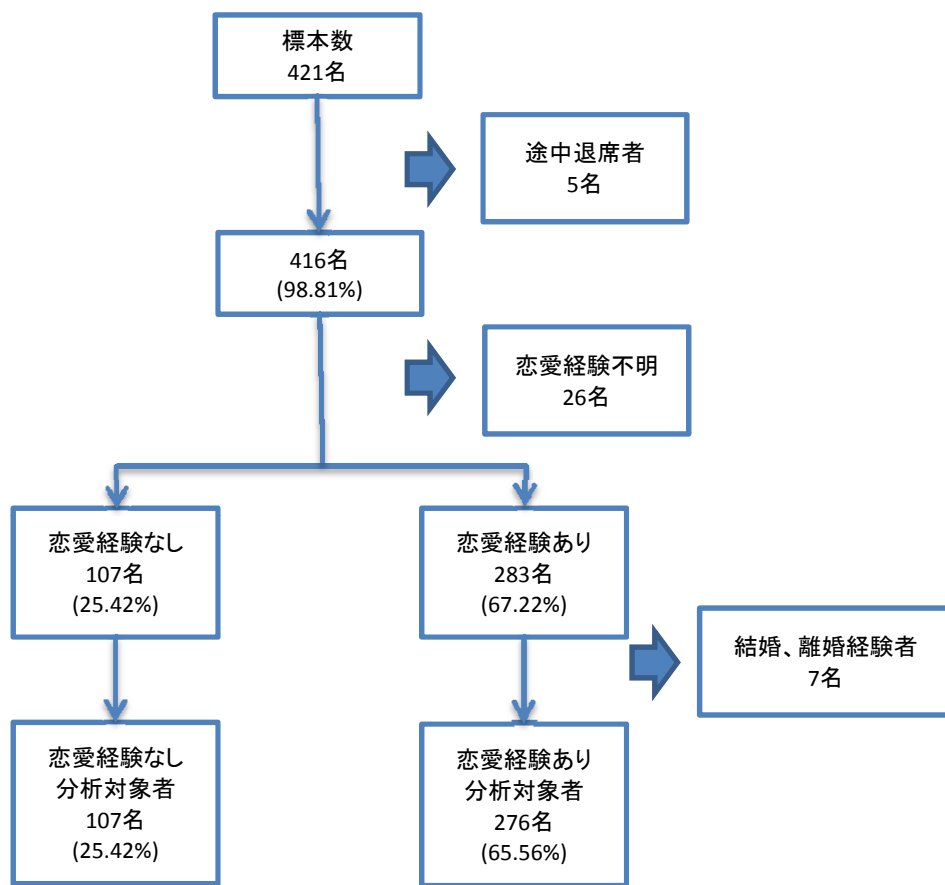 標本数
421名
途中退席者
5名
416名
(98.81%)
恋愛経験不明
26名
恋愛経験なし
107名
(25.42%)
恋愛経験あり
283名
(67.22%)
結婚、離婚経験者
7名
恋愛経験なし
分析対象者
107名
(25.42%)
恋愛経験あり
分析対象者
276名
(65.56%)